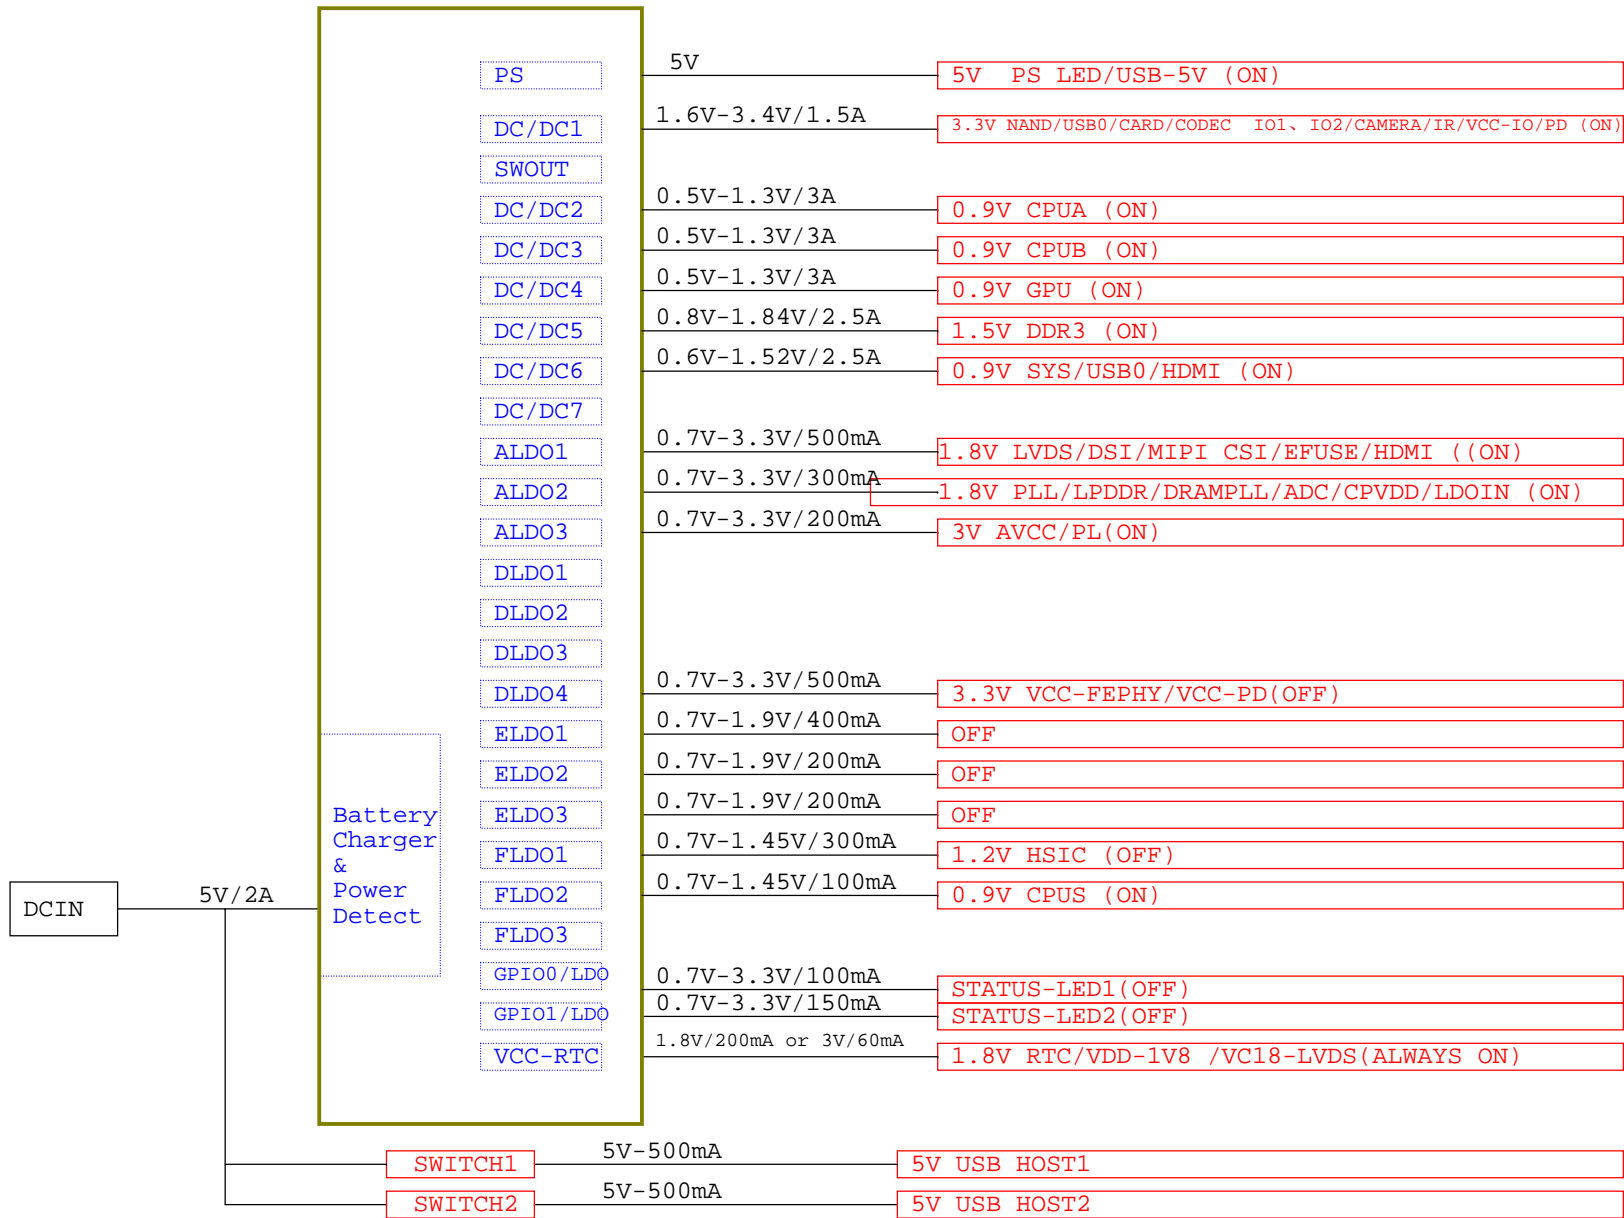 PS 5V 5V  PS LED/USB-5V (ON)
DC/DC1 1.6V-3.4V/1.5A 3.3V NAND/USB0/CARD/CODEC  IO1、IO2/CAMERA/IR/VCC-IO/PD (ON)
SWOUT
DC/DC2 0.5V-1.3V/3A 0.9V CPUA (ON)
DC/DC3 0.5V-1.3V/3A 0.9V CPUB (ON)
DC/DC4 0.5V-1.3V/3A 0.9V GPU (ON)
DC/DC5 0.8V-1.84V/2.5A 1.5V DDR3 (ON)
DC/DC6 0.6V-1.52V/2.5A 0.9V SYS/USB0/HDMI (ON)
DC/DC7
ALDO1 0.7V-3.3V/500mA 1.8V LVDS/DSI/MIPI CSI/EFUSE/HDMI ((ON)
ALDO2 0.7V-3.3V/300mA 1.8V PLL/LPDDR/DRAMPLL/ADC/CPVDD/LDOIN (ON)
ALDO3 0.7V-3.3V/200mA 3V AVCC/PL(ON)
DLDO1
DLDO2
DLDO3
DLDO4 0.7V-3.3V/500mA 3.3V VCC-FEPHY/VCC-PD(OFF)
ELDO1 0.7V-1.9V/400mA OFF
ELDO2 0.7V-1.9V/200mA OFF
ELDO3 0.7V-1.9V/200mA OFF
FLDO1 0.7V-1.45V/300mA 1.2V HSIC (OFF)
FLDO2 0.7V-1.45V/100mA 0.9V CPUS (ON)
FLDO3
GPIO0/LDO 0.7V-3.3V/100mA STATUS-LED1(OFF)
GPIO1/LDO 0.7V-3.3V/150mA STATUS-LED2(OFF)
VCC-RTC 1.8V/200mA or 3V/60mA 1.8V RTC/VDD-1V8 /VC18-LVDS(ALWAYS ON)
Battery
Charger
&
Power
Detect
DCIN 5V/2A
SWITCH1 5V-500mA 5V USB HOST1
SWITCH2 5V-500mA 5V USB HOST2